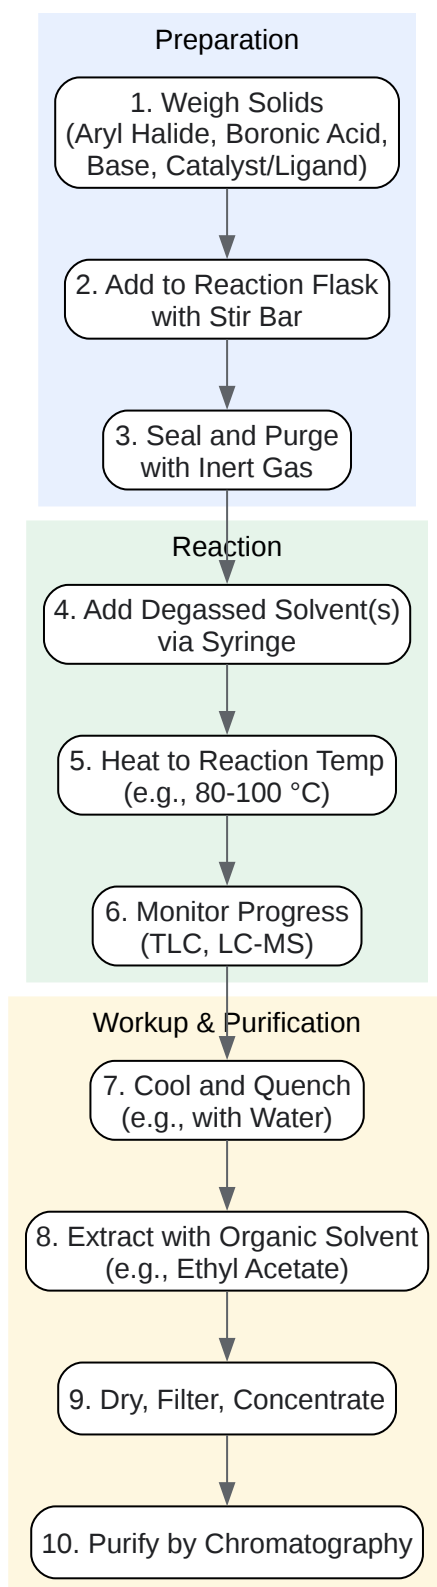 Preparation
1. Weigh Solids
(Aryl Halide, Boronic Acid,
Base, Catalyst/Ligand)
2. Add to Reaction Flask
with Stir Bar
3. Seal and Purge
with Inert Gas
Reaction
4. Add Degassed Solvent(s)
via Syringe
5. Heat to Reaction Temp
(e.g., 80-100 °C)
6. Monitor Progress
(TLC, LC-MS)
Workup & Purification
7. Cool and Quench
(e.g., with Water)
8. Extract with Organic Solvent
(e.g., Ethyl Acetate)
9. Dry, Filter, Concentrate
10. Purify by Chromatography